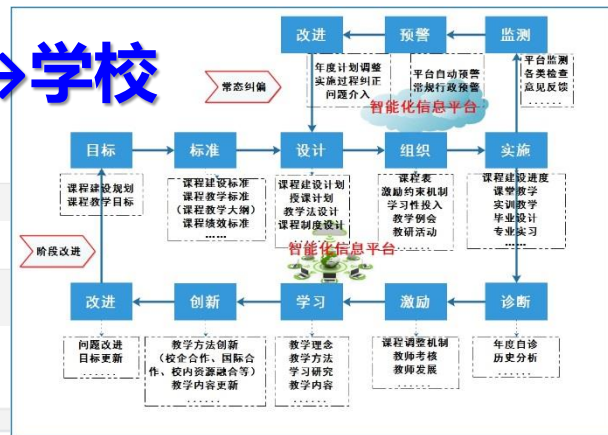 →学校
改进
预警
监测
年度计划调整
实施过程纠正
问题介入
平台自动预警
常规行政预警
平台监测
各类检查
意见反馈
......
常态纠偏
智能化信息平台
目标
标准
设计
组织
实施
课程建设规划
课程教学目标
课程建设标准
课程教学标准
(课程教学大纲)
课程绩效标准
......
课程建设计划
授课计划
教学法设计
课程制度设计
......
课程表
激励约束机制
学习性投入
教学例会
教研活动
课程建设进度
课堂教学
实训教学
毕业设计
专业实习
......
智能化信息平台
阶段改进
改进
创新
学习
激励
诊断
问题改进
目标更新
......
教学方法创新
(校企合作、国际合
作、校内资源融合等)
教学内容更新
......
教学理念
教学方法
学习研究
教学内容
......
课程调整机制
教师考核
教师发展
......
年度自诊
历史分析
......